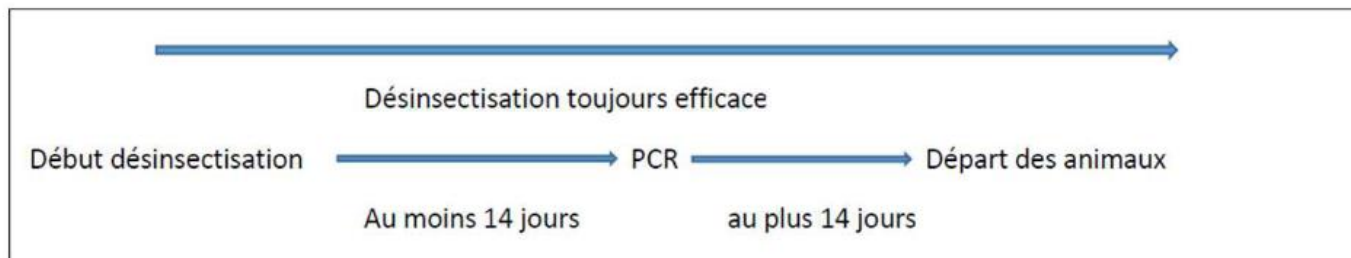 Désinsectisation toujours efficace
Début désinsectisation PCR Départ des animaux
Au moins 14 jours au plus 14 jours